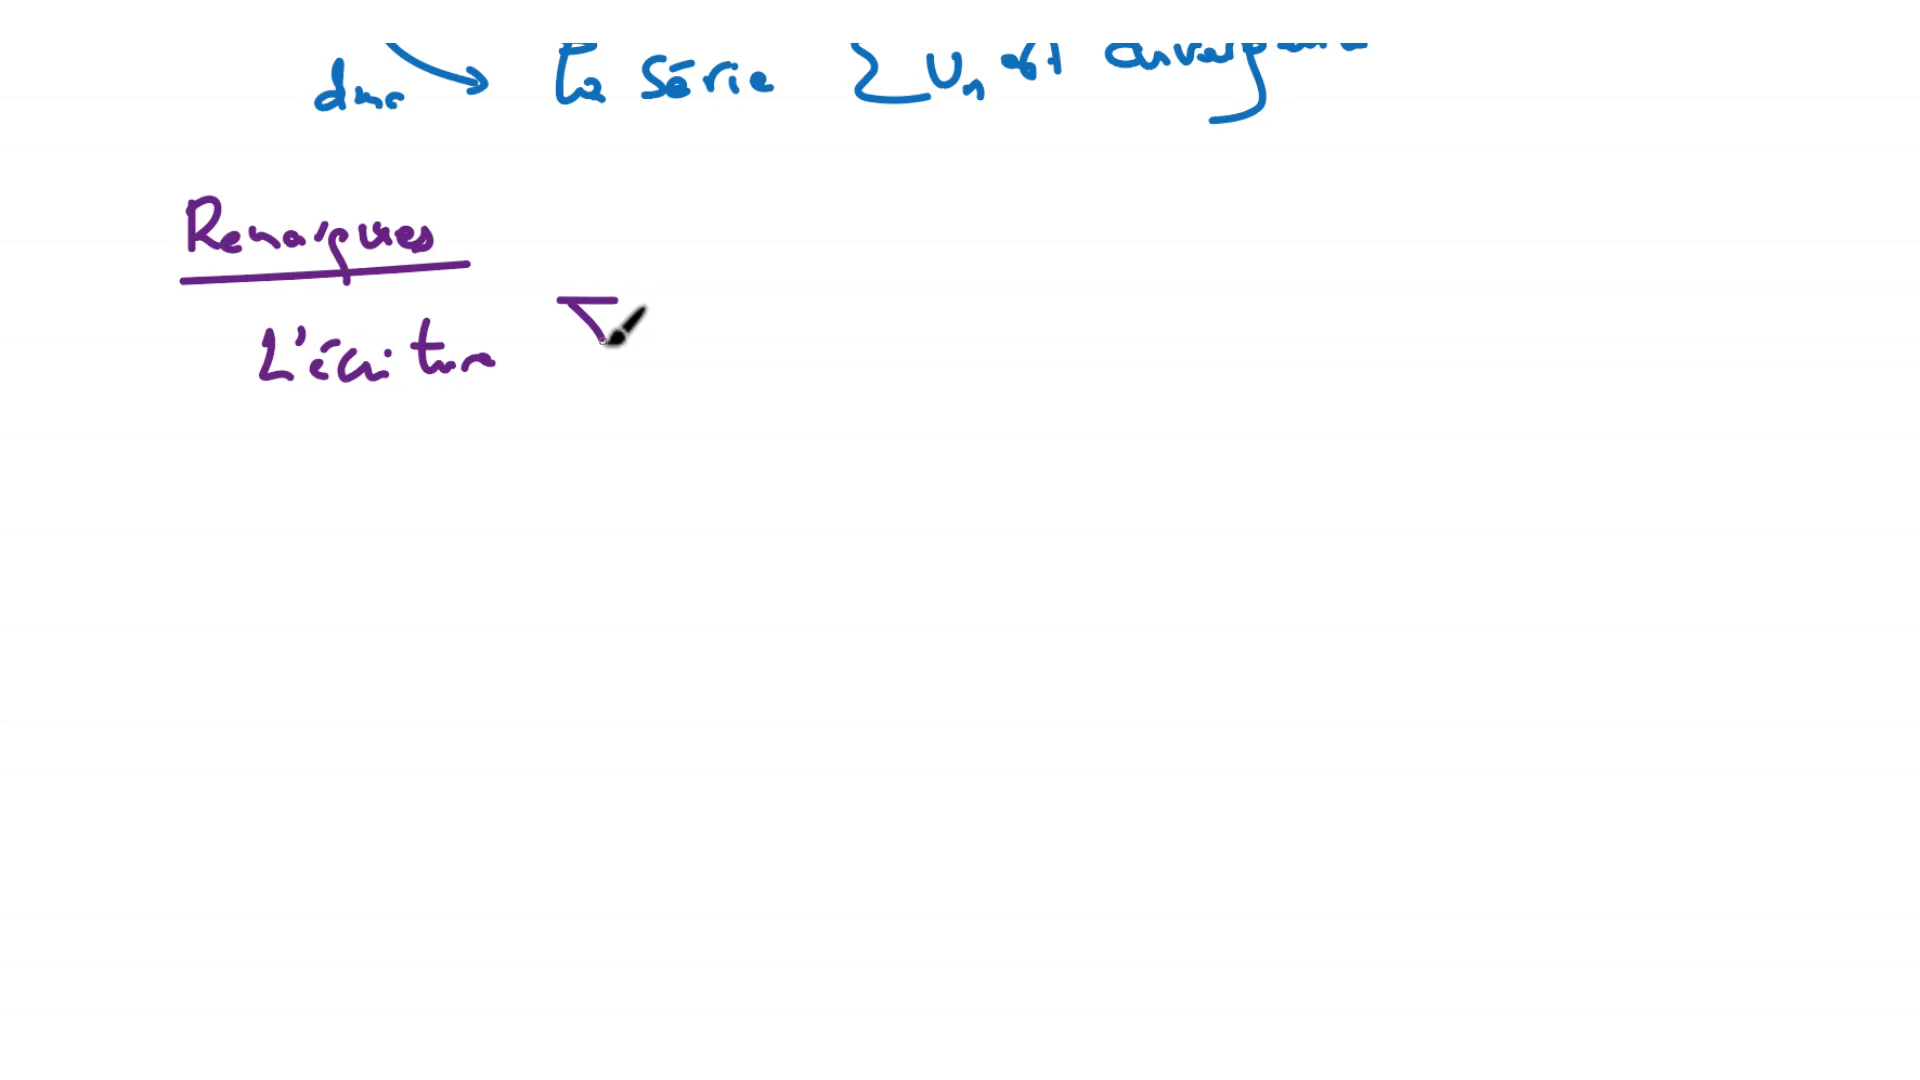 donc → la série ∑ Un est convergente
Remarques
L'écriture